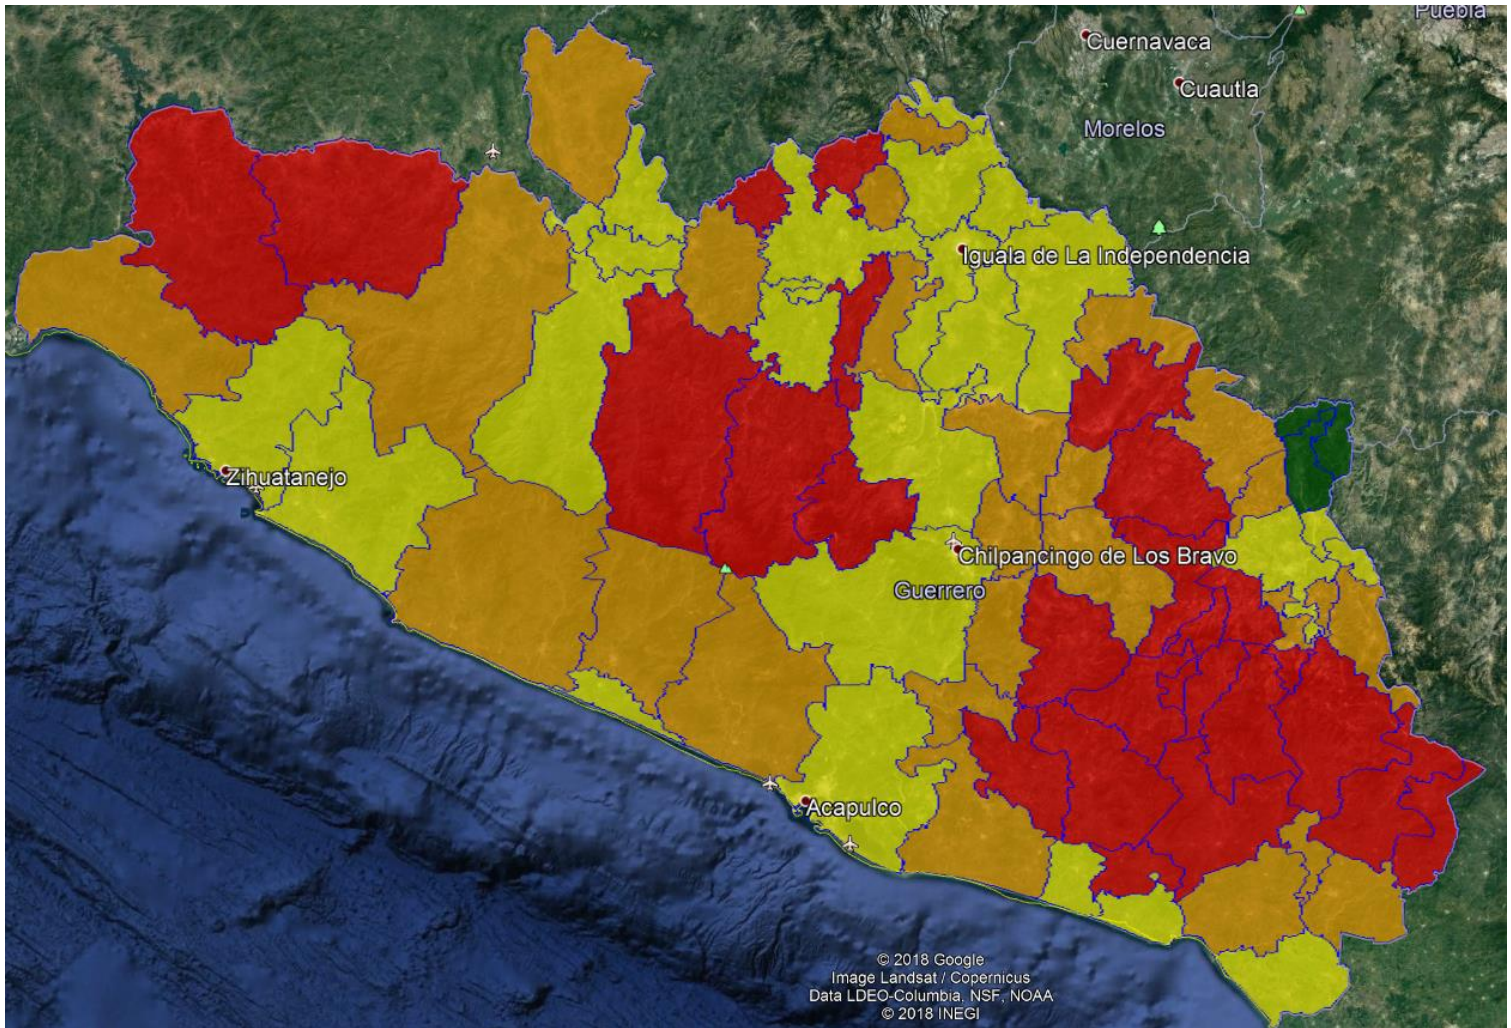 Puebla
Cuernavaca
Cuautla
Morelos
Iguala de La Independencia
Zihuatanejo
Chilpancingo de Los Bravo
Guerrero
Acapulco
© 2018 Google
Image Landsat / Copernicus
Data LDEO-Columbia, NSF, NOAA
© 2018 INEGI